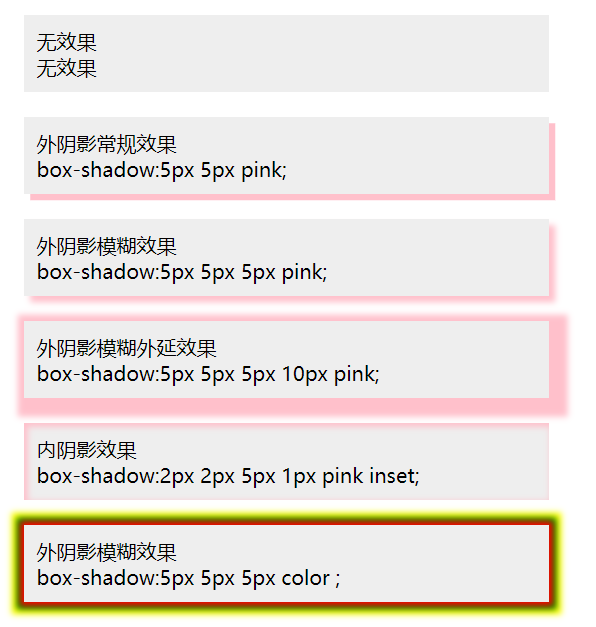 无效果
无效果
外阴影常规效果
box-shadow:5px 5px pink;
外阴影模糊效果
box-shadow:5px 5px 5px pink;
外阴影模糊外延效果
box-shadow:5px 5px 5px 10px pink;
内阴影效果
box-shadow:2px 2px 5px 1px pink inset;
外阴影模糊效果
box-shadow:5px 5px 5px color ;